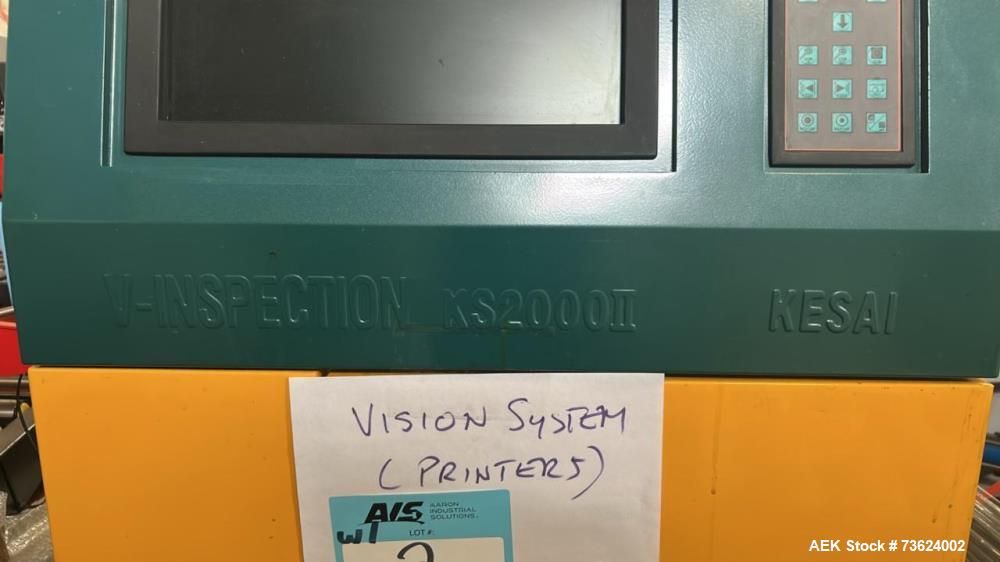 V-INSPECTION KS2000II KESAI
VISION SYSTEM
(PRINTERS)
AIS AARON INDUSTRIAL SOLUTIONS.
W1
LOT #:
AEK Stock # 73624002